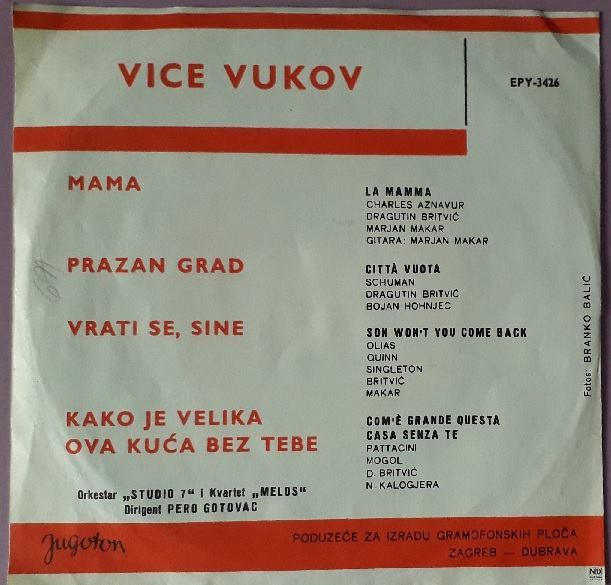 VICE VUKOV
EPY-3426
MAMA
LA MAMMA
CHARLES AZNAVUR
DRAGUTIN BRITVIĆ
MARJAN MAKAR
GITARA: MARJAN MAKAR
PRAZAN GRAD
CITTÀ VUOTA
SCHUMAN
DRAGUTIN BRITVIĆ
BOJAN HOHNJEC
VRATI SE, SINE
SON WON'T YOU COME BACK
OLIAS
QUINN
SINGLETON
BRITVIĆ
MAKAR
KAKO JE VELIKA
OVA KUĆA BEZ TEBE
COM'È GRANDE QUESTA
CASA SENZA TE
PATTACINI
MOGOL
D. BRITVIĆ
N. KALOGJERA
Orkestar „STUDIO 7" i Kvartet „MELOS"
Dirigent PERO GOTOVAC
Fotos: BRANKO BALIĆ
Jugoton
PODUZEĆE ZA IZRADU GRAMOFONSKIH PLOČA
ZAGREB — DUBRAVA